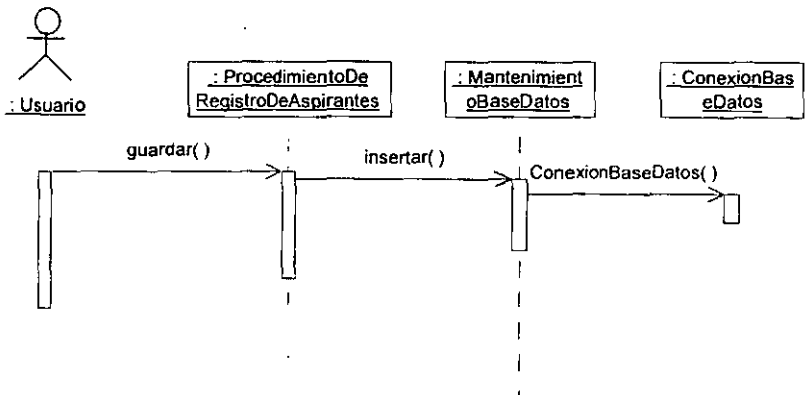 : Usuario
: ProcedimientoDe
RegistroDeAspirantes
: Mantenimient
oBaseDatos
: ConexionBas
eDatos
guardar( )
insertar( )
ConexionBaseDatos( )